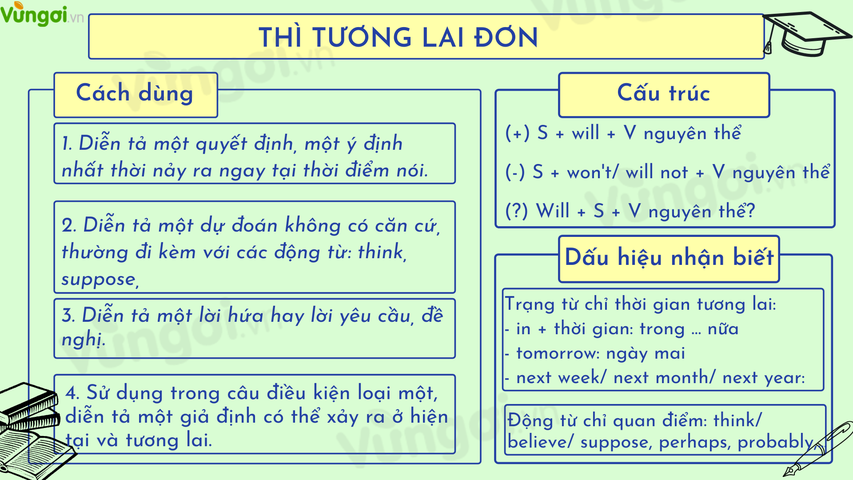 Vungơi.vn
THÌ TƯƠNG LAI ĐƠN
Cách dùng
1. Diễn tả một quyết định, một ý định
nhất thời nảy ra ngay tại thời điểm nói.
2. Diễn tả một dự đoán không có căn cứ,
thường đi kèm với các động từ: think,
suppose,
3. Diễn tả một lời hứa hay lời yêu cầu, đề
nghị.
4. Sử dụng trong câu điều kiện loại một,
diễn tả một giả định có thể xảy ra ở hiện
tại và tương lai.
Cấu trúc
(+) S + will + V nguyên thể
(-) S + won't/ will not + V nguyên thể
(?) Will + S + V nguyên thể?
Dấu hiệu nhận biết
Trạng từ chỉ thời gian tương lai:
- in + thời gian: trong ... nữa
- tomorrow: ngày mai
- next week/ next month/ next year:
Động từ chỉ quan điểm: think/
believe/ suppose, perhaps, probably,